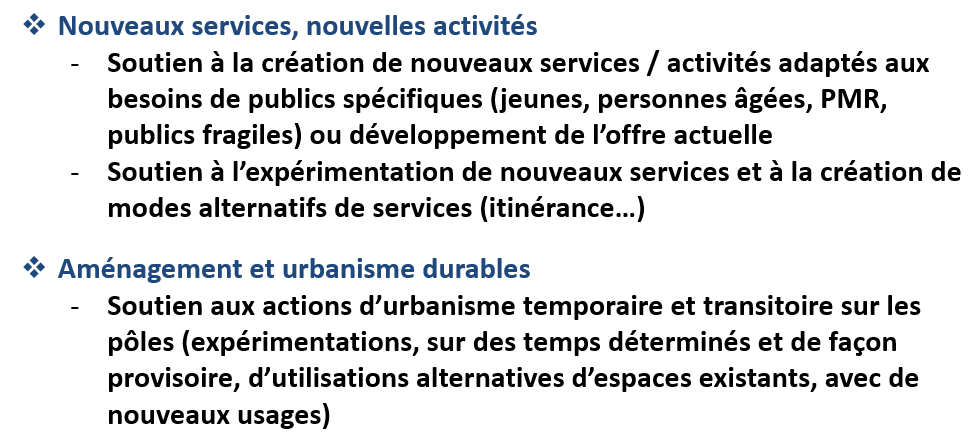 ❖ Nouveaux services, nouvelles activités
- Soutien à la création de nouveaux services / activités adaptés aux
besoins de publics spécifiques (jeunes, personnes âgées, PMR,
publics fragiles) ou développement de l’offre actuelle
- Soutien à l’expérimentation de nouveaux services et à la création de
modes alternatifs de services (itinérance…)
❖ Aménagement et urbanisme durables
- Soutien aux actions d’urbanisme temporaire et transitoire sur les
pôles (expérimentations, sur des temps déterminés et de façon
provisoire, d’utilisations alternatives d’espaces existants, avec de
nouveaux usages)